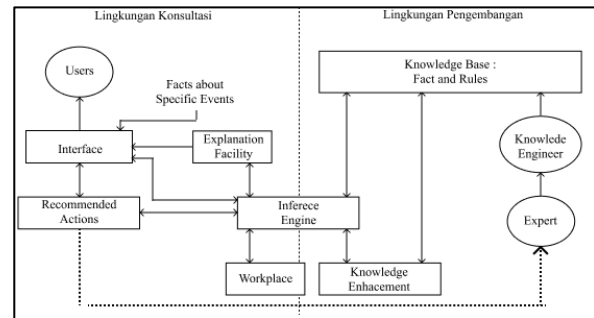 Lingkungan Konsultasi
Lingkungan Pengembangan
Users
Facts about
Specific Events
Knowledge Base :
Fact and Rules
Interface
Explanation
Facility
Knowlede
Engineer
Recommended
Actions
Inferece
Engine
Expert
Workplace
Knowledge
Enhacement